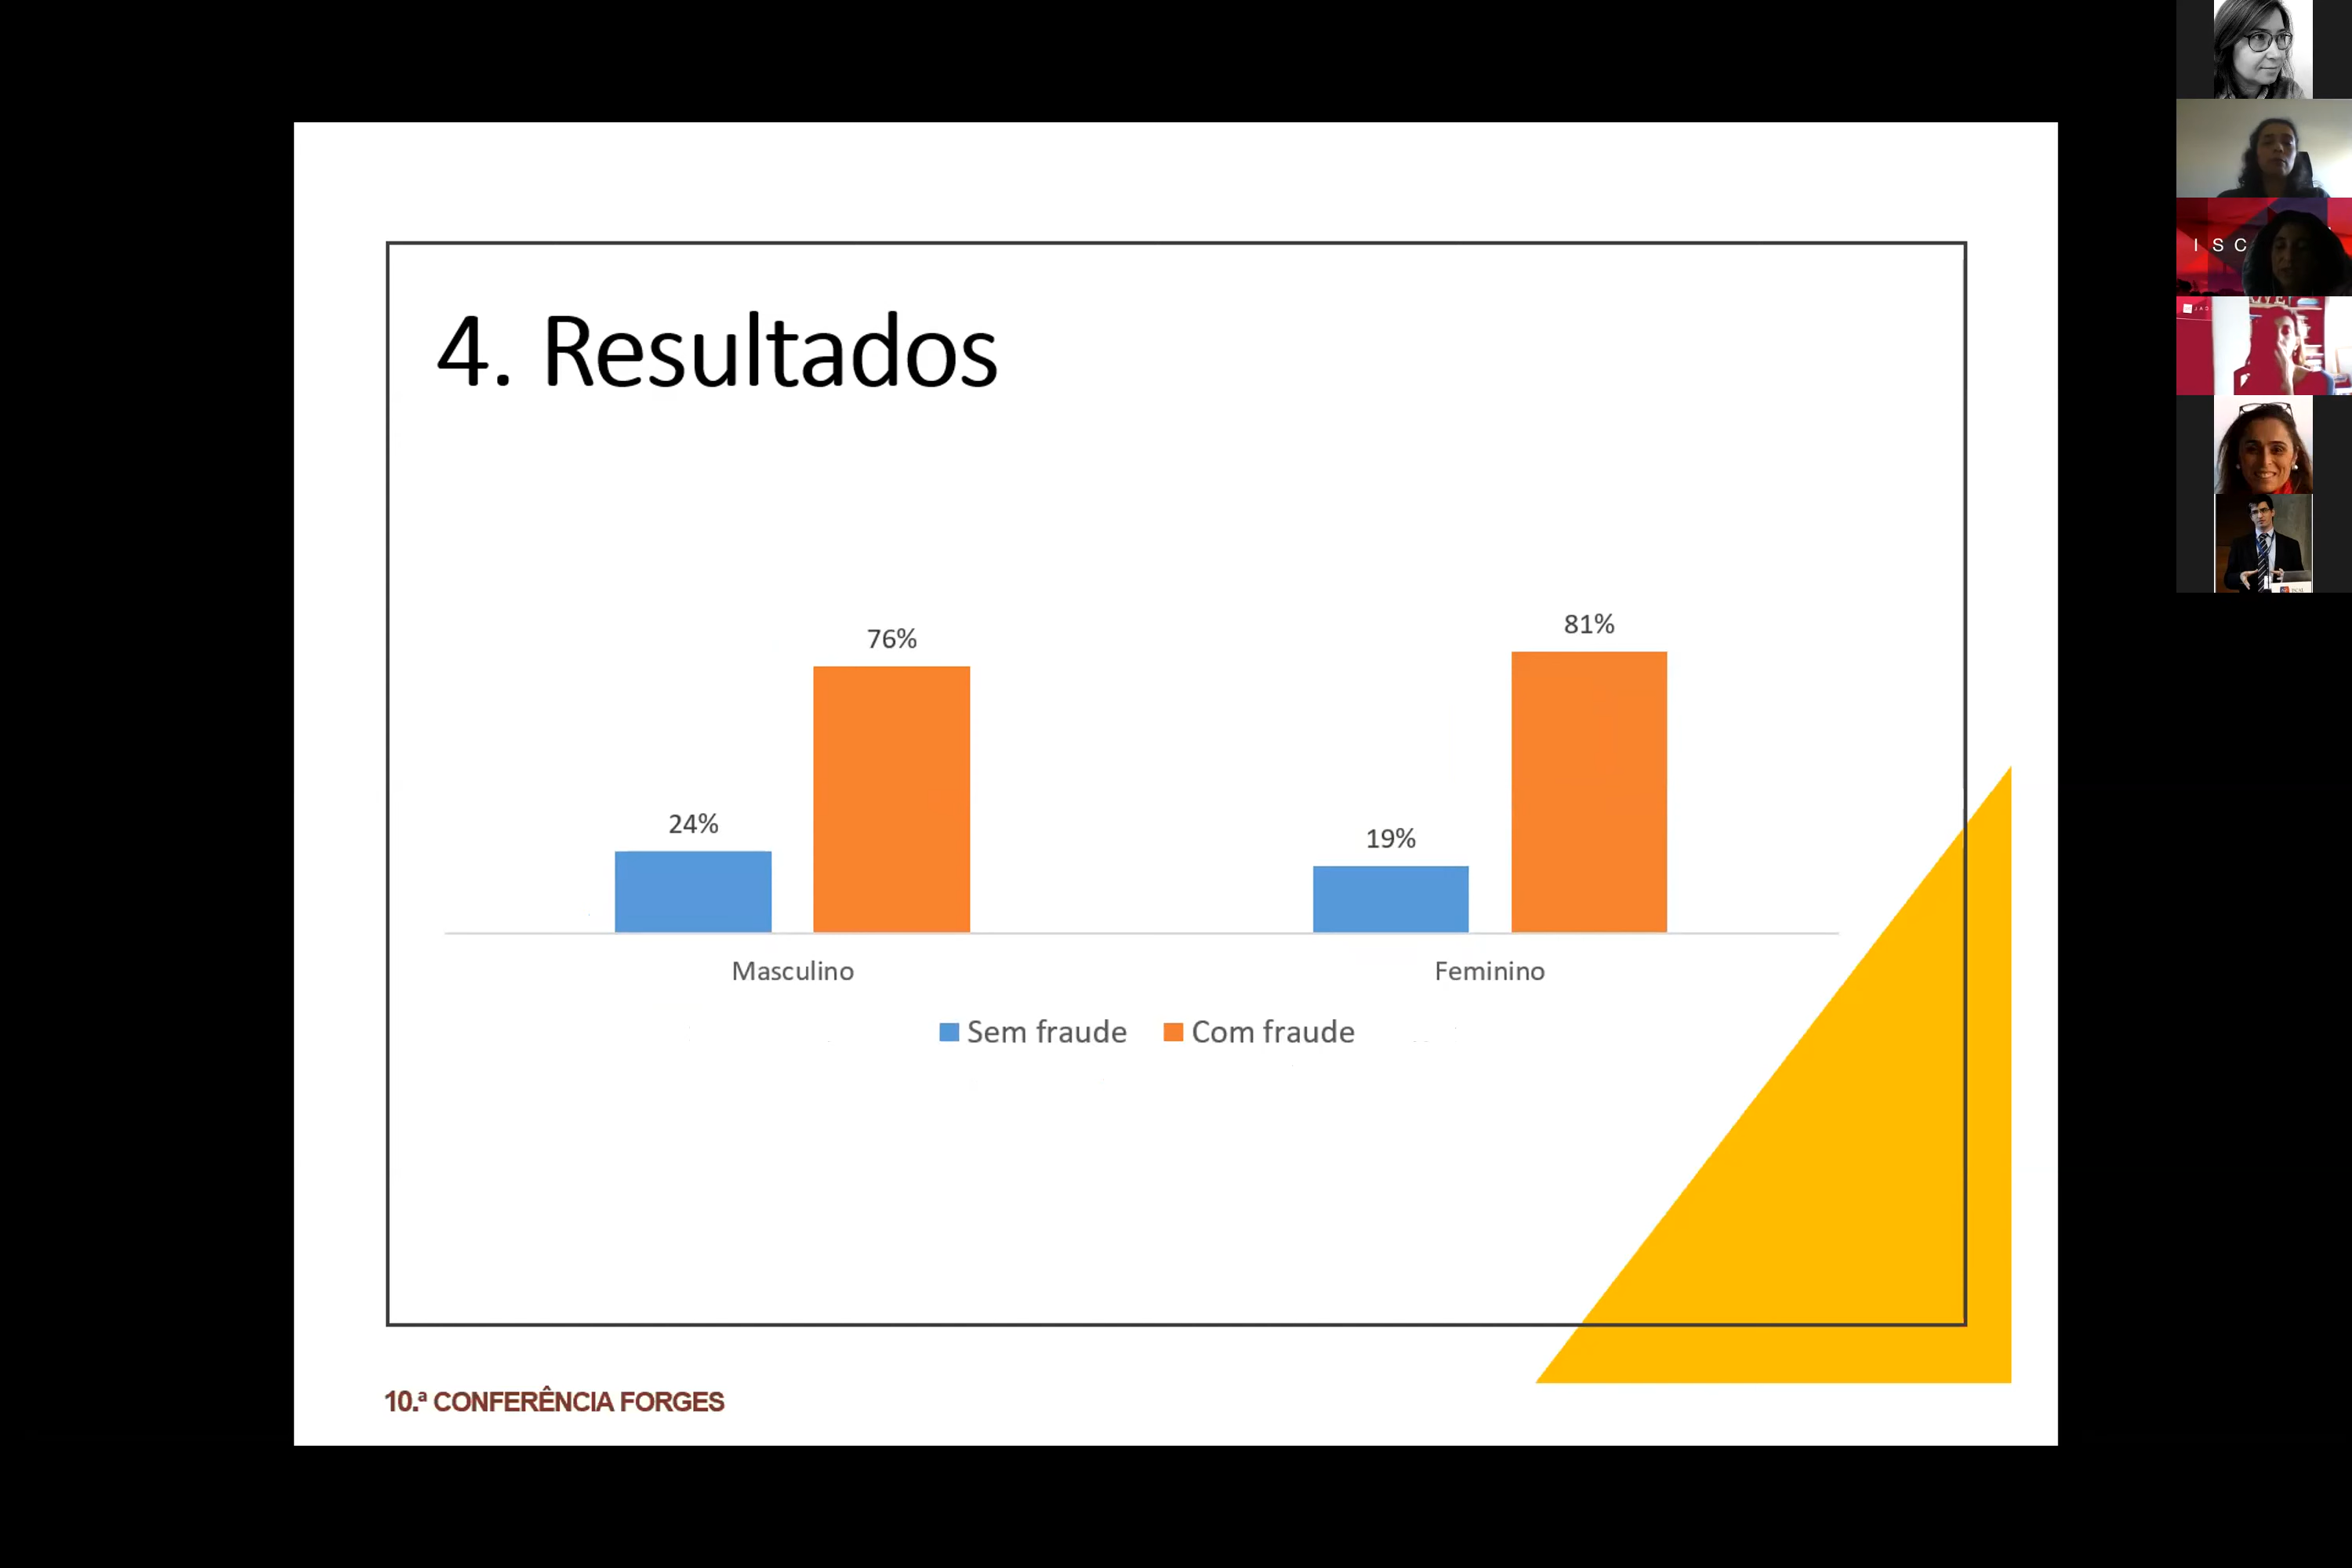 4. Resultados
76%
81%
24%
19%
Masculino
Feminino
Sem fraude
Com fraude
10.ª CONFERÊNCIA FORGES
I S C